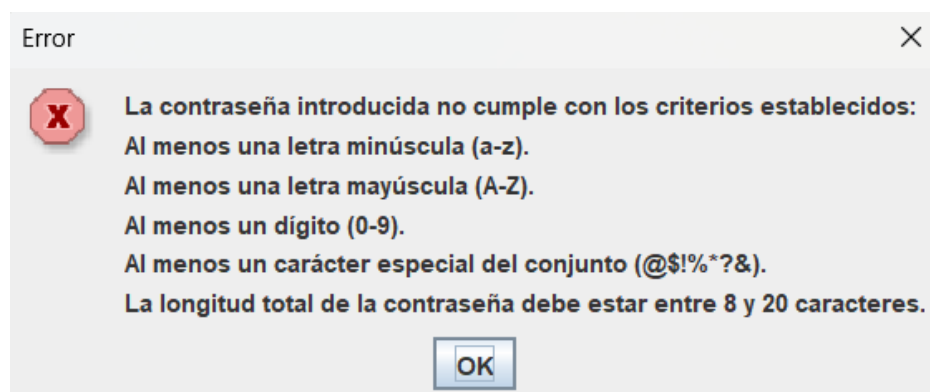 Error
La contraseña introducida no cumple con los criterios establecidos:
Al menos una letra minúscula (a-z).
Al menos una letra mayúscula (A-Z).
Al menos un dígito (0-9).
Al menos un carácter especial del conjunto (@$!%*?&).
La longitud total de la contraseña debe estar entre 8 y 20 caracteres.
OK